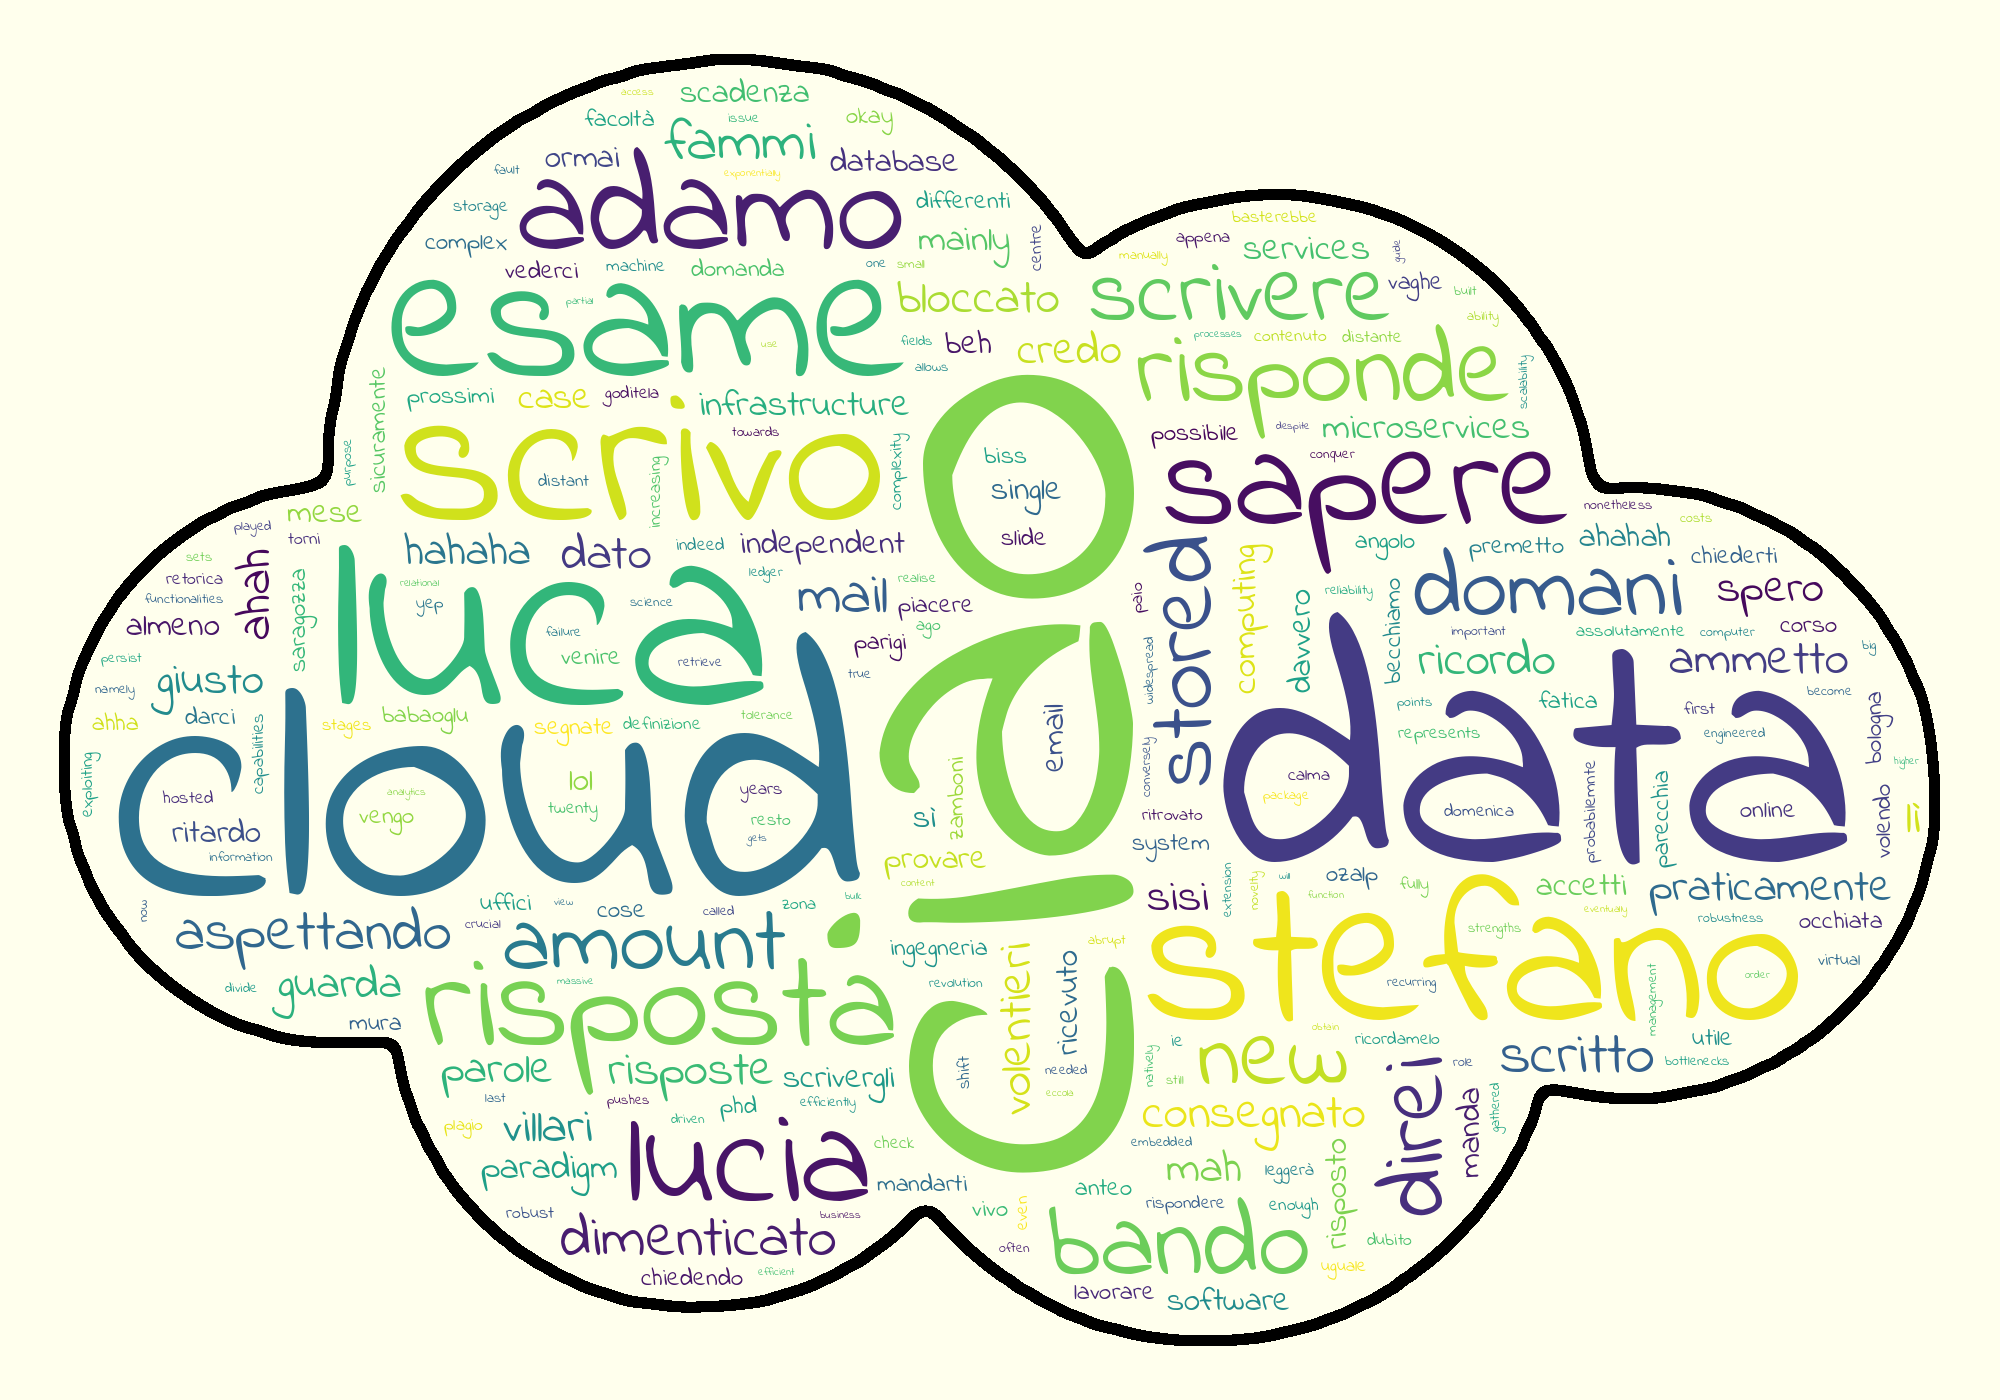 access
scadenza
facoltà
issue
okay
fammi
ormai
database
fault
exponentially
adamo
storage
differenti
complex
mainly
centre
vederci
machine
domanda
one
small
basterebbe
appena
services
manually
guide
scrivere
vaghe
built
ability
esame
partial
use
bloccato
fields
beh
credo
allows
processes
contenuto
distante
risponde
scalability
sicuramente
prossimi
case
goditela
infrastructure
possibile
despite
microservices
purpose
scrivo
towards
distant
increasing
complexity
ciao
biss
single
slide
conquer
sapere
nonetheless
costs
mese
played
torni
hahaha
dato
indeed
independent
stored
computing
angolo
premetto
ahahah
chiederti
sets
retorica
functionalities
ahah
saragozza
luca
relational
yep
science
ledger
failure
venire
retrieve
mail
realise
piacere
ago
parigi
true
paio
davvero
reliability
becchiamo
domani
spero
almeno
important
assolutamente
computer
corso
persist
namely
giusto
ricordo
ammetto
big
become
ahha
darci
capabilities
stages
babaoglu
segnate
definizione
tolerance
widespread
email
points
represents
fatica
first
engineered
bologna
higher
exploiting
cloud
hosted
ritardo
information
analytics
vengo
lol
twenty
years
resto
gets
zamboni
sì
conversely
data
calma
package
domenica
probabilemnte
parecchia
online
volendo
lì
ritrovato
system
provare
content
now
uffici
view
cose
called
zona
bulk
sisi
extension
novelty
will
ozalp
function
fully
accetti
eventually
praticamente
robustness
occhiata
aspettando
crucial
amount
ingegneria
abrupt
stefano
strengths
recurring
order
virtual
divide
guarda
massive
revolution
volentieri
ricevuto
management
mura
risposta
obtain
ricordamelo
utile
bottlenecks
parole
risposte
scrivergli
shift
needed
eccola
natively
ie
still
new
role
scritto
last
pushes
phd
efficiently
driven
consegnato
direi
manda
gathered
plagio
villari
check
embedded
paradigm
lucia
mandarti
mah
leggerà
risposto
robust
business
vivo
even
anteo
rispondere
enough
dimenticato
often
bando
dubito
uguale
chiedendo
efficient
lavorare
software